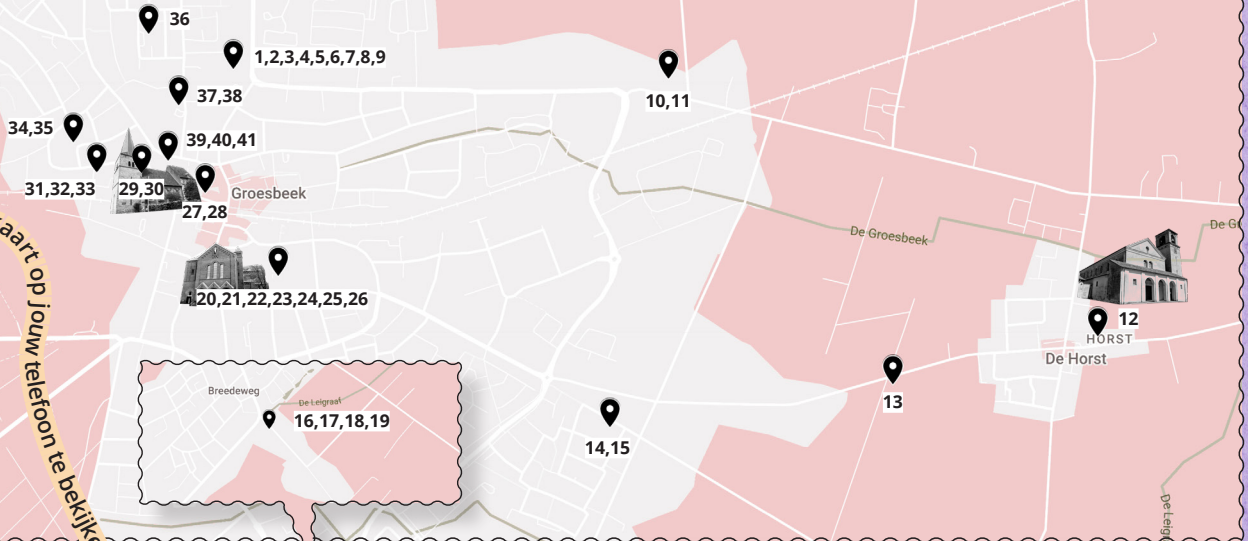 36
1,2,3,4,5,6,7,8,9
37,38
10,11
34,35
39,40,41
31,32,33
29,30
Groesbeek
27,28
De Groesbeek
De G
20,21,22,23,24,25,26
12
HORST
De Horst
13
Breedeweg
De Leigraaf
16,17,18,19
14,15
aart op jouw telefoon te bekijke
De Leig